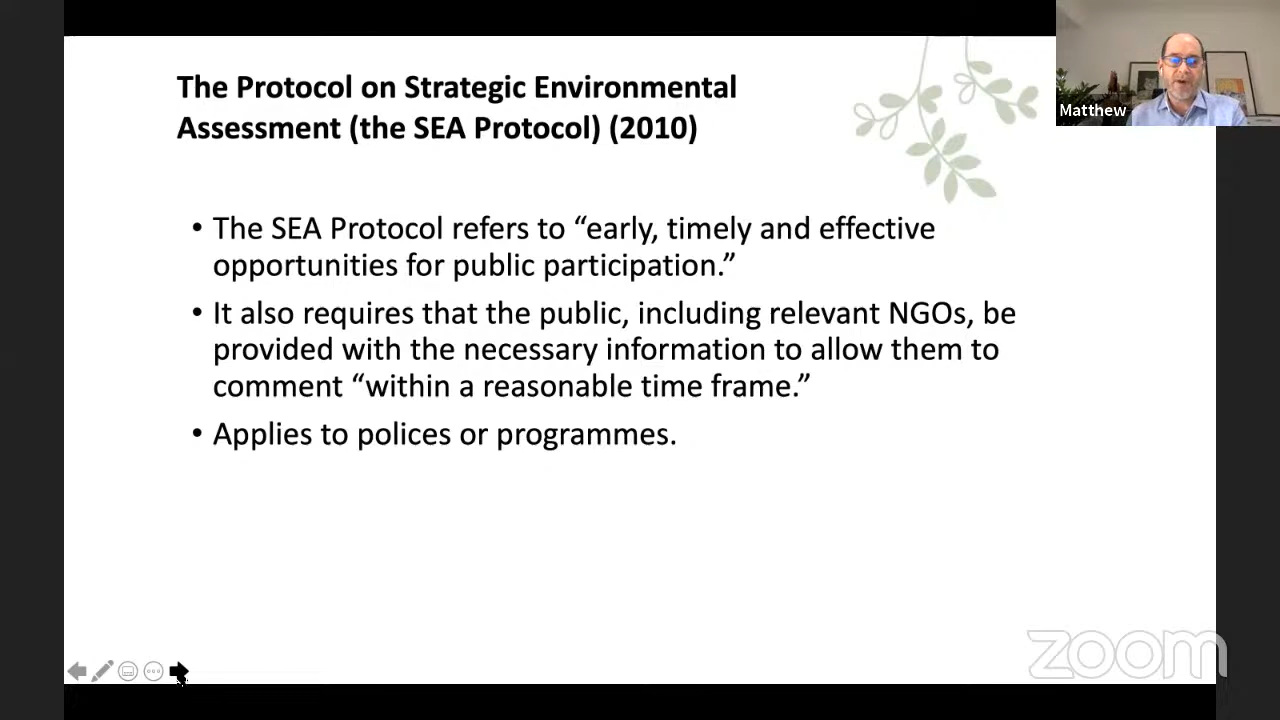 The Protocol on Strategic Environmental
Assessment (the SEA Protocol) (2010)
Matthew
• The SEA Protocol refers to “early, timely and effective
opportunities for public participation.”
• It also requires that the public, including relevant NGOs, be
provided with the necessary information to allow them to
comment “within a reasonable time frame.”
• Applies to polices or programmes.
zoom